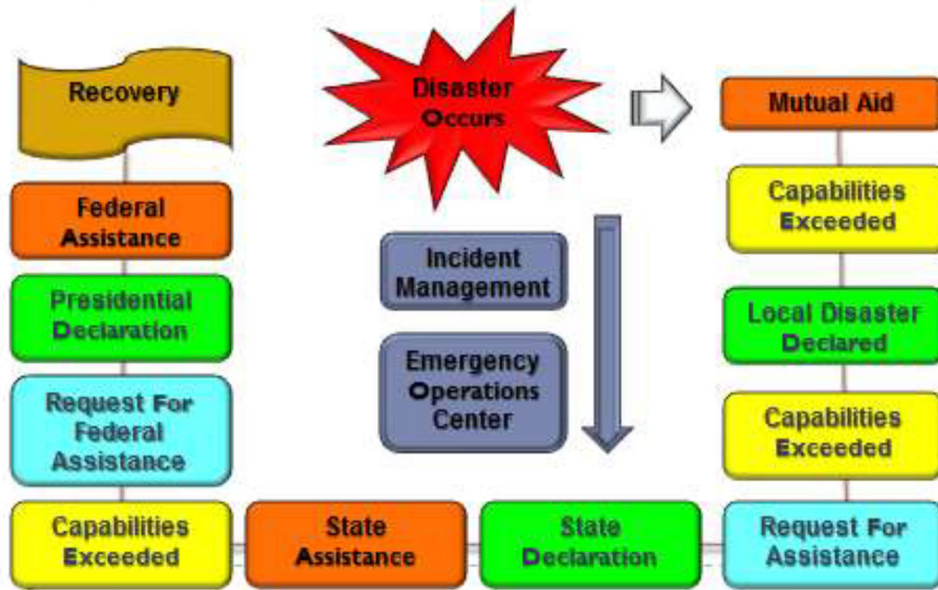 Recovery
Disaster
Occurs
Mutual Aid
Capabilities
Exceeded
Federal
Assistance
Incident
Management
Presidential
Declaration
Local Disaster
Declared
Emergency
Operations
Center
Request For
Federal
Assistance
Capabilities
Exceeded
Capabilities
Exceeded
State
Assistance
State
Declaration
Request For
Assistance